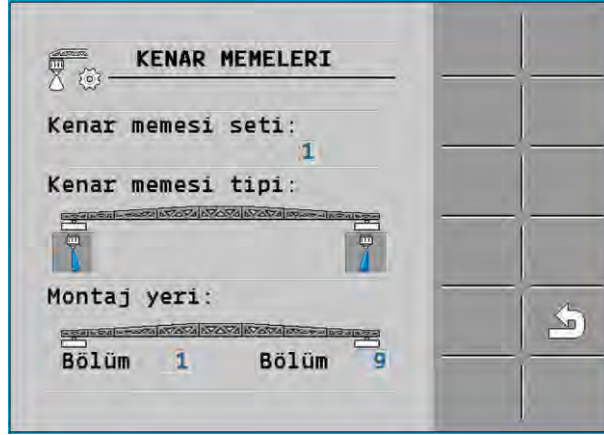 KENAR MEMELERI
Kenar memesi seti:
1
Kenar memesi tipi:
Montaj yeri:
Bölüm 1 Bölüm 9